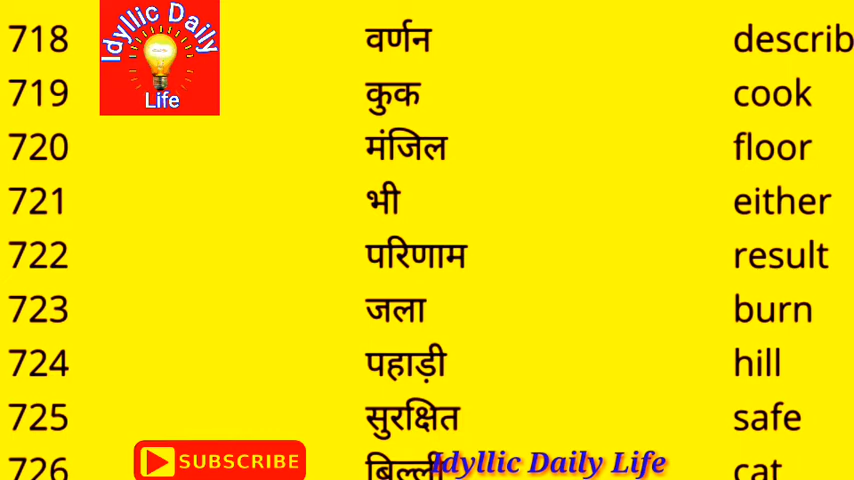 Idyllic Daily
Life
718 वर्णन describ
719 कुक cook
720 मंजिल floor
721 भी either
722 परिणाम result
723 जला burn
724 पहाड़ी hill
725 सुरक्षित safe
726 बिल्ली cat
SUBSCRIBE
Idyllic Daily Life